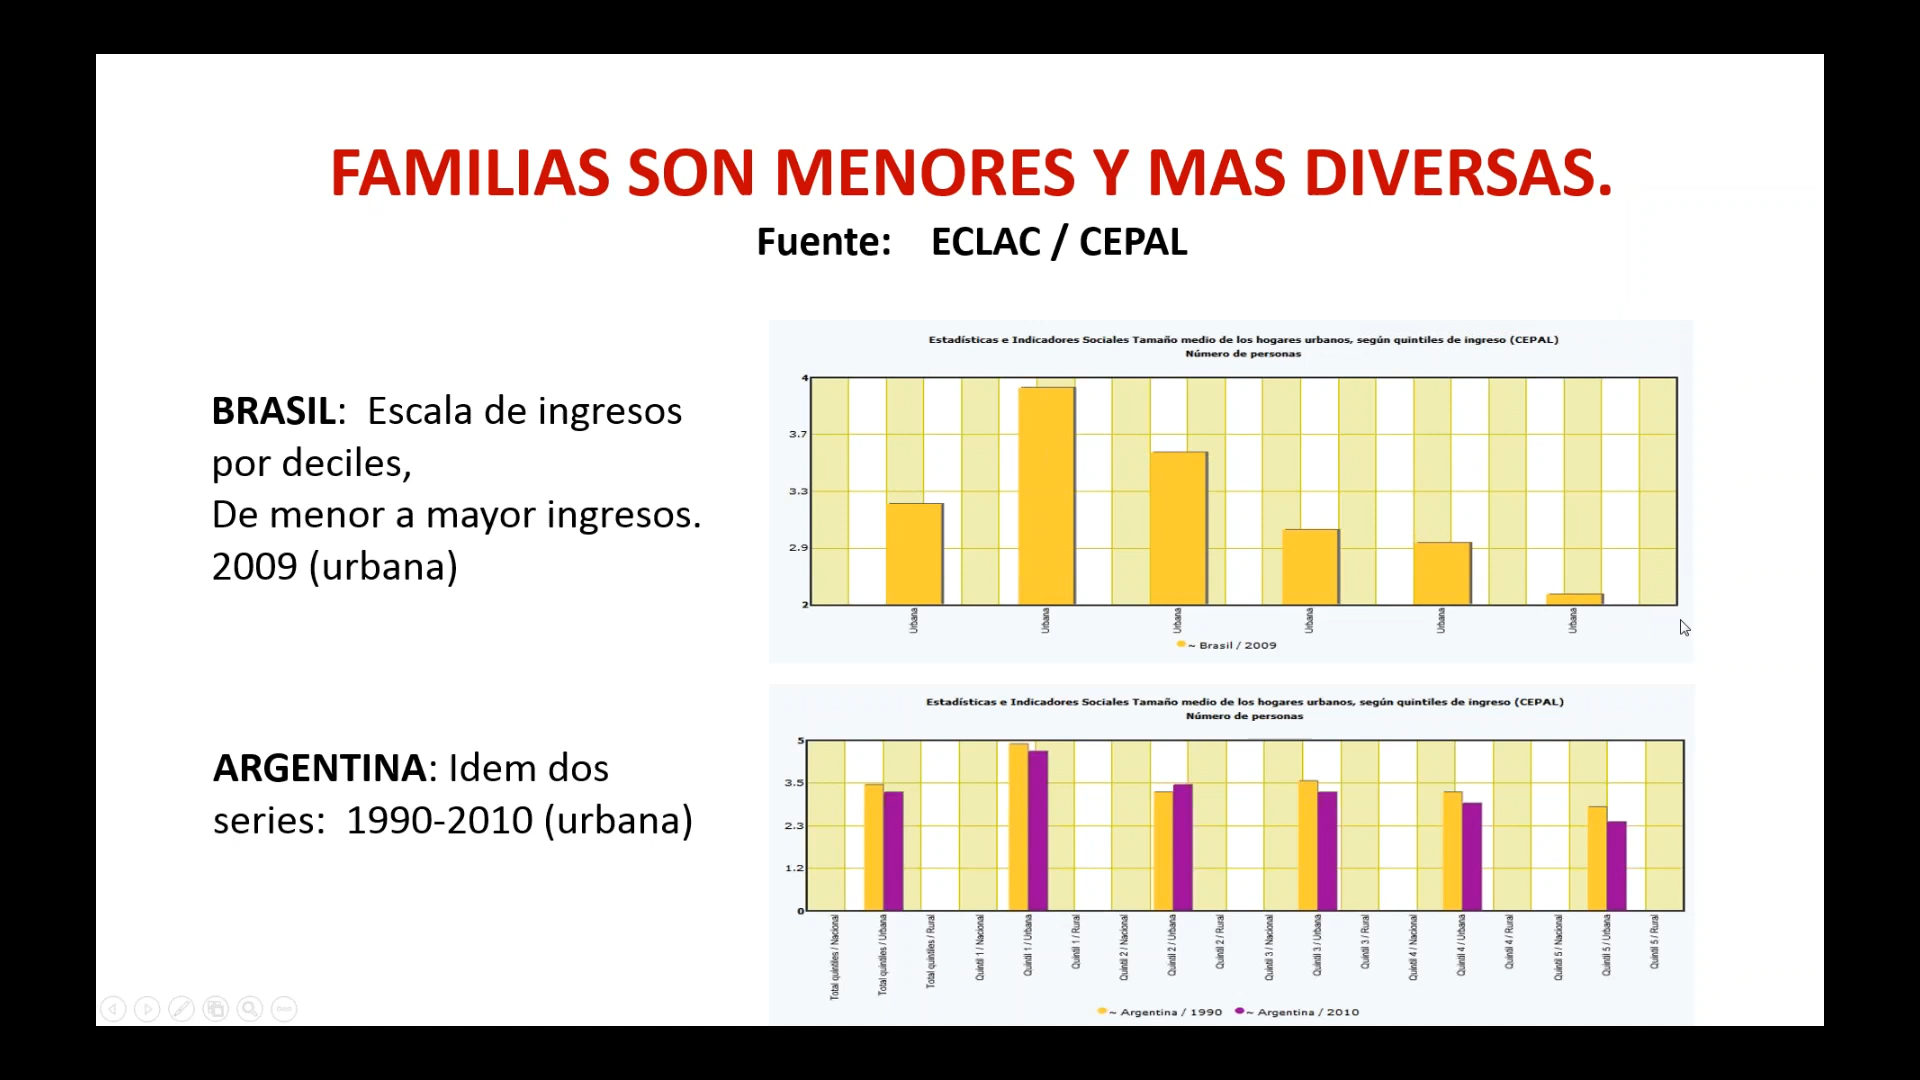 FAMILIAS SON MENORES Y MAS DIVERSAS.
Fuente: ECLAC / CEPAL
BRASIL: Escala de ingresos
por deciles,
De menor a mayor ingresos.
2009 (urbana)
Estadísticas e Indicadores Sociales Tamaño medio de los hogares urbanos, según quintiles de ingreso (CEPAL)
Número de personas
4
3.7
3.3
2.9
2
Urbana
Urbana
Urbana
Urbana
Urbana
Urbana
~ Brasil / 2009
ARGENTINA: Idem dos
series: 1990-2010 (urbana)
Estadísticas e Indicadores Sociales Tamaño medio de los hogares urbanos, según quintiles de ingreso (CEPAL)
Número de personas
5
3.5
2.3
1.2
0
Total quintiles / Nacional
Total quintiles / Urbana
Total quintiles / Rural
Quintil 1 / Nacional
Quintil 1 / Urbana
Quintil 1 / Rural
Quintil 2 / Nacional
Quintil 2 / Urbana
Quintil 2 / Rural
Quintil 3 / Nacional
Quintil 3 / Urbana
Quintil 3 / Rural
Quintil 4 / Nacional
Quintil 4 / Urbana
Quintil 4 / Rural
Quintil 5 / Nacional
Quintil 5 / Urbana
Quintil 5 / Rural
~ Argentina / 1990 ~ Argentina / 2010